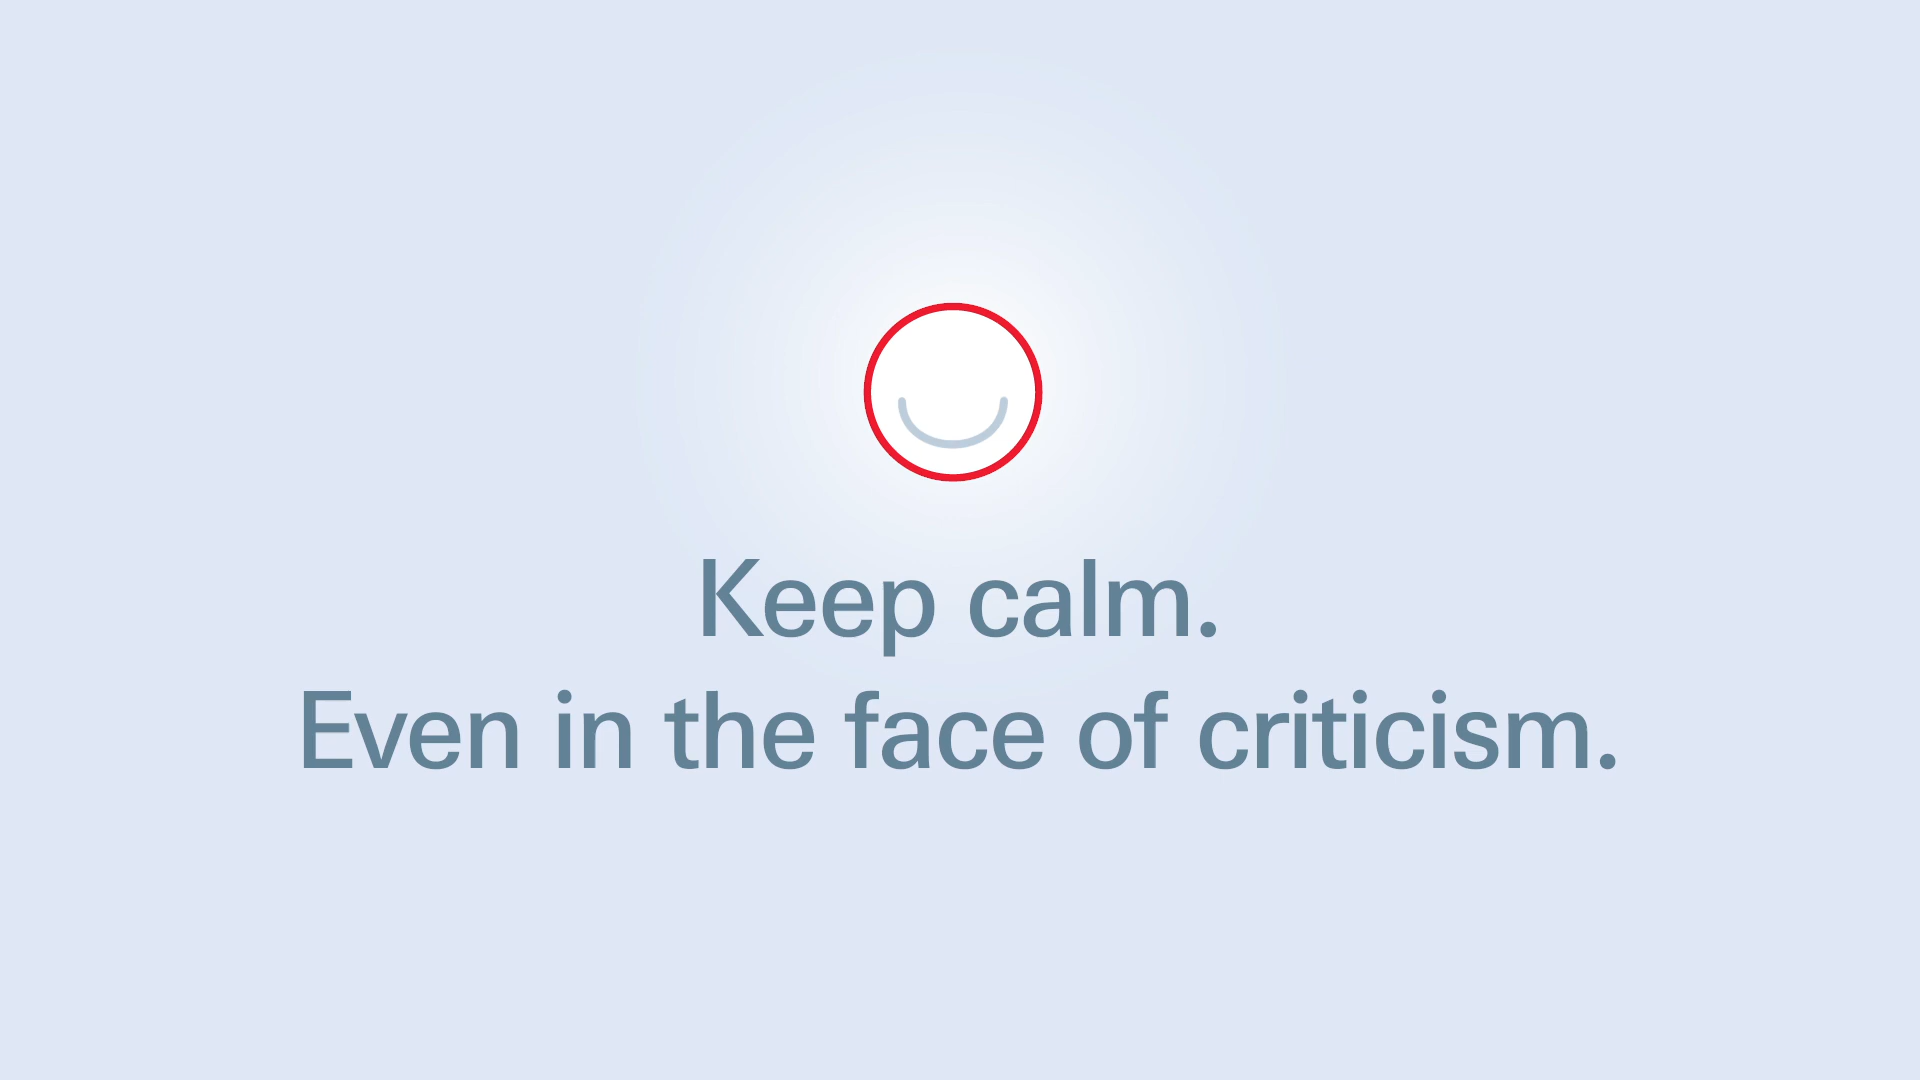 Keep calm.
Even in the face of criticism.